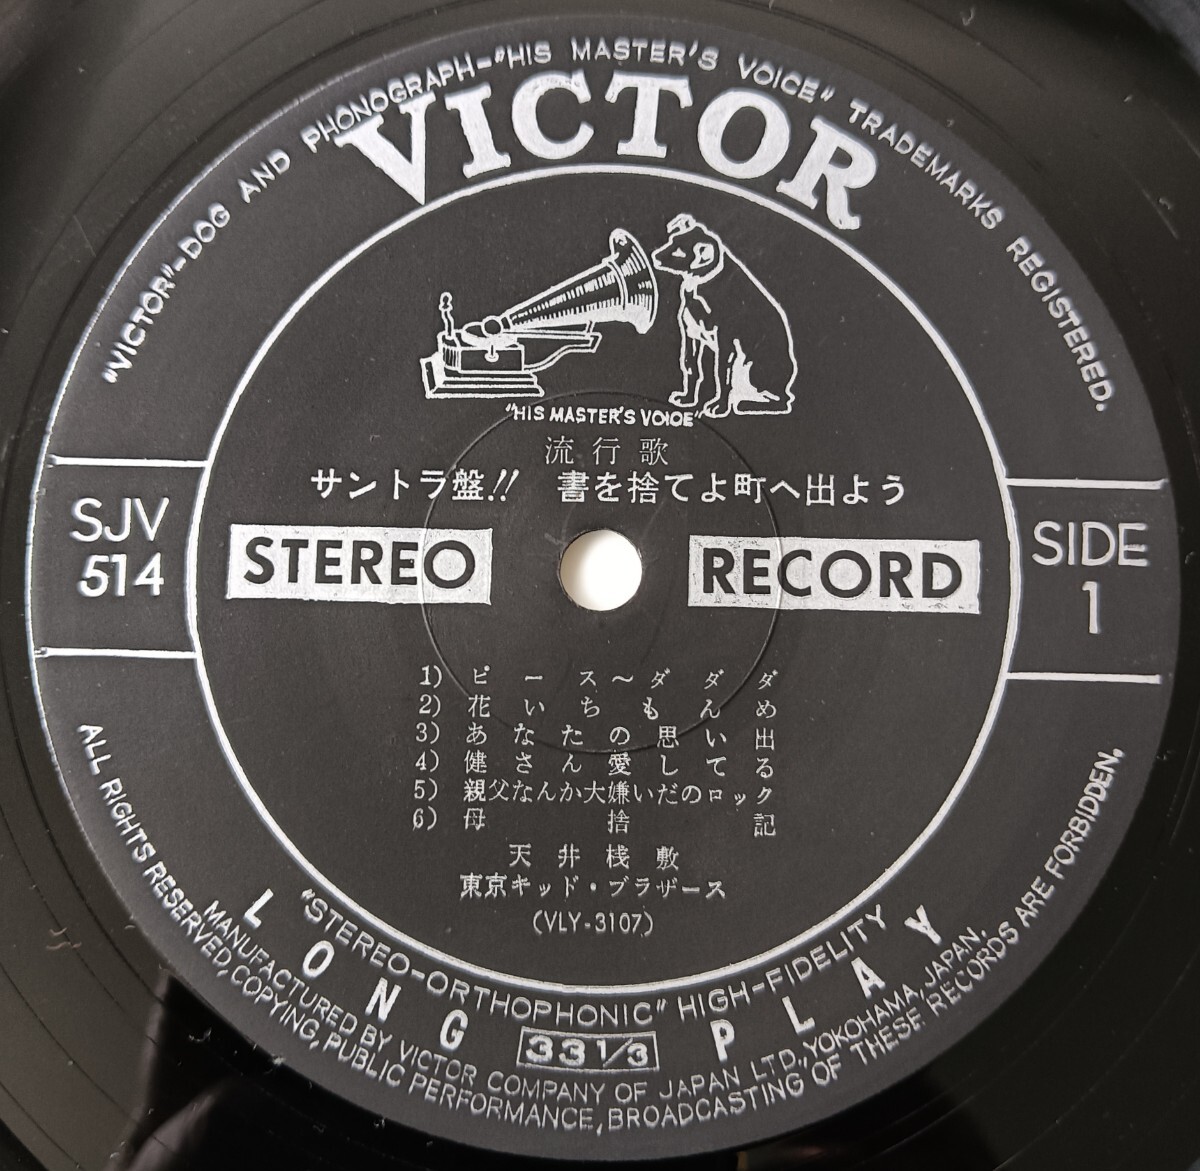 "VICTOR"-DOG AND PHONOGRAPH-"HIS MASTER'S VOICE" TRADEMARKS REGISTERED.
VICTOR
"HIS MASTER'S VOICE"
流行歌
サントラ盤!! 書を捨てよ町へ出よう
SJV
514
STEREO
RECORD
SIDE
1
1) ピース～ダダダ
2) 花いちもんめ
3) あなたの思い出
4) 健さん愛してる
5) 親父なんか大嫌いだのロック
6) 母捨記
天井桟敷
東京キッド・ブラザース
(VLY-3107)
"STEREO-ORTHOPHONIC" HIGH-FIDELITY
LONG 33 1/3 PLAY
MANUFACTURED BY VICTOR COMPANY OF JAPAN LTD., YOKOHAMA, JAPAN.
ALL RIGHTS RESERVED, COPYING, PUBLIC PERFORMANCE, BROADCASTING OF THESE RECORDS ARE FORBIDDEN.